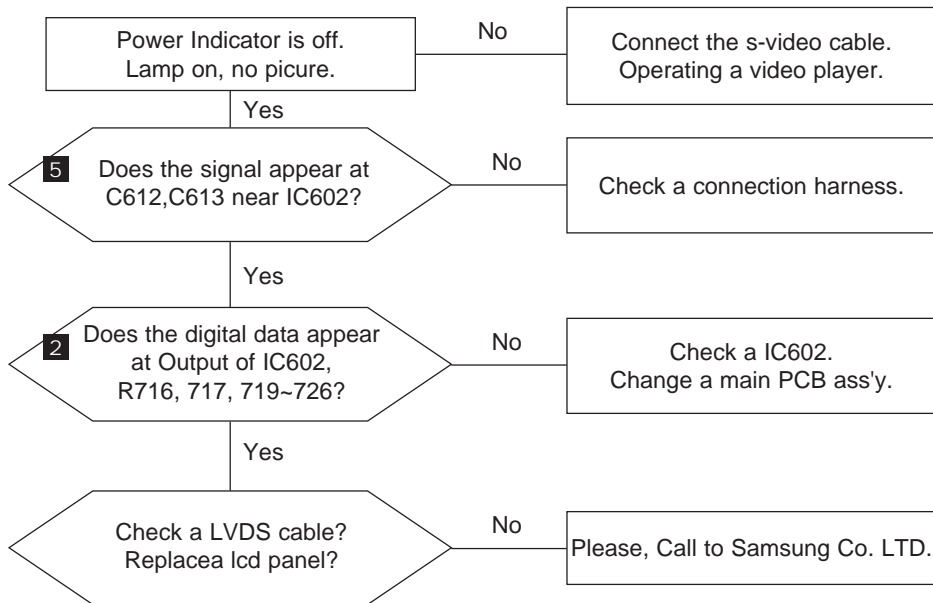 Power Indicator is off.
Lamp on, no picure.
No
Connect the s-video cable.
Operating a video player.
Yes
5
Does the signal appear at
C612,C613 near IC602?
No
Check a connection harness.
Yes
2
Does the digital data appear
at Output of IC602,
R716, 717, 719~726?
No
Check a IC602.
Change a main PCB ass'y.
Yes
Check a LVDS cable?
Replacea lcd panel?
No
Please, Call to Samsung Co. LTD.